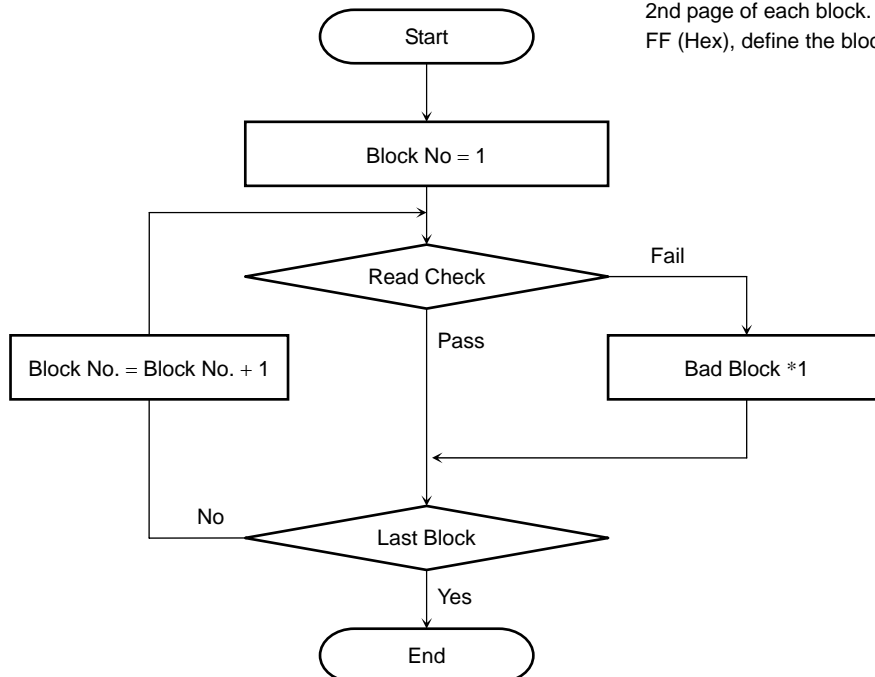 2nd page of each block.
FF (Hex), define the bloc
Start
Block No = 1
Read Check
Fail
Pass
Block No. = Block No. + 1
Bad Block *1
No
Last Block
Yes
End